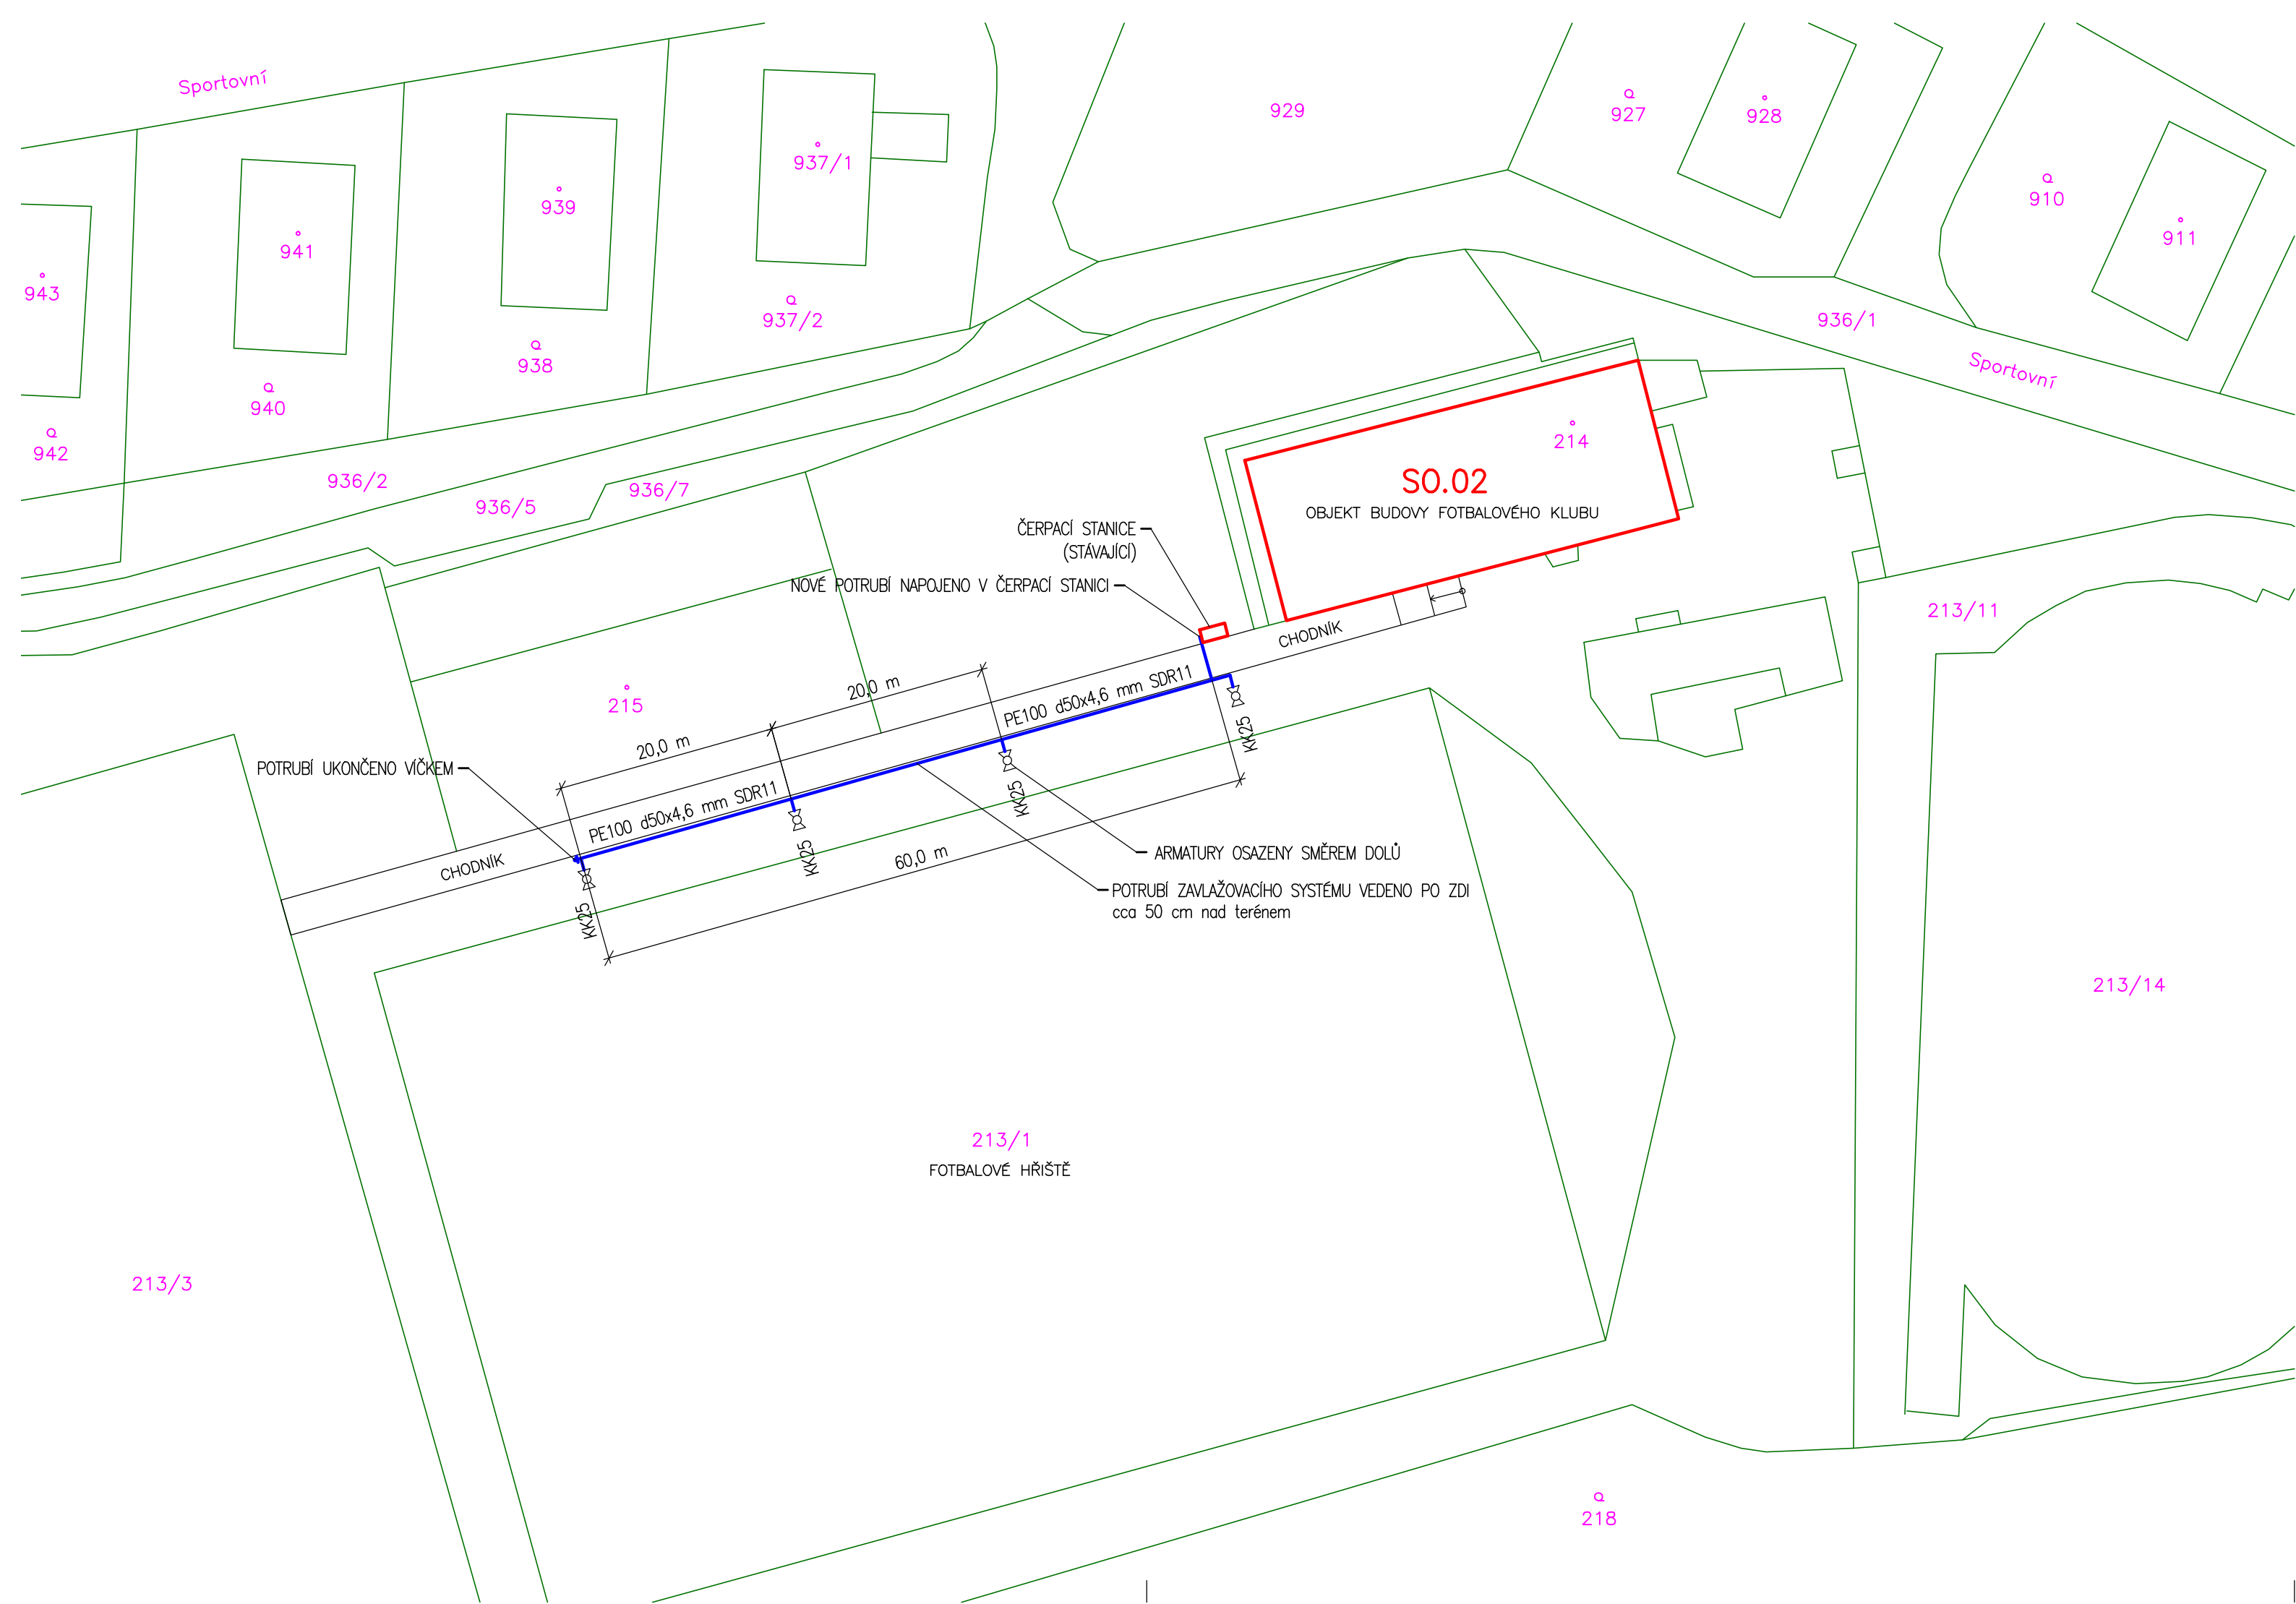 Sportovní
929
927
928
937/1
910
939
911
941
943
937/2
936/1
938
Sportovní
940
942
214
936/2
S0.02
936/7
936/5
OBJEKT BUDOVY FOTBALOVÉHO KLUBU
ČERPACÍ STANICE
(STÁVAJÍCÍ)
NOVÉ POTRUBÍ NAPOJENO V ČERPACÍ STANICI
213/11
CHODNÍK
215
20,0 m
PE100 d50x4,6 mm SDR11
KK25
20,0 m
POTRUBÍ UKONČENO VÍČKEM
PE100 d50x4,6 mm SDR11
KK25
KK25
CHODNÍK
60,0 m
ARMATURY OSAZENY SMĚREM DOLŮ
POTRUBÍ ZAVLAŽOVACÍHO SYSTÉMU VEDENO PO ZDI
cca 50 cm nad terénem
KK25
213/14
213/1
FOTBALOVÉ HŘIŠTĚ
213/3
218